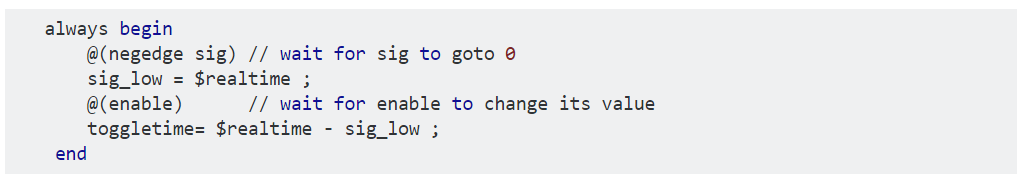 always begin
@(negedge sig) // wait for sig to goto 0
sig_low = $realtime ;
@(enable) // wait for enable to change its value
toggletime= $realtime - sig_low ;
end